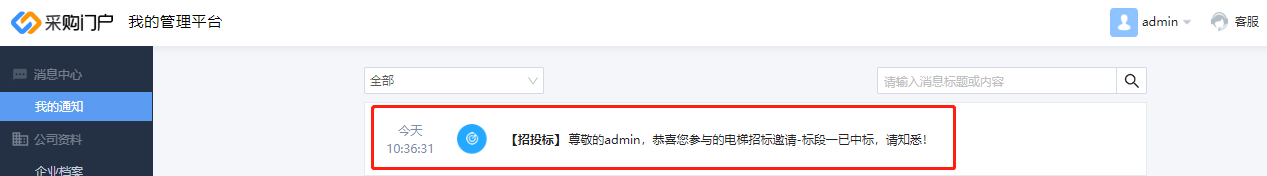 采购门户 我的管理平台 admin 客服
消息中心
全部 请输入消息标题或内容
我的通知
今天
10:36:31
【招投标】尊敬的admin，恭喜您参与的电梯招标邀请-标段一已中标，请知悉！
公司资料
企业档案